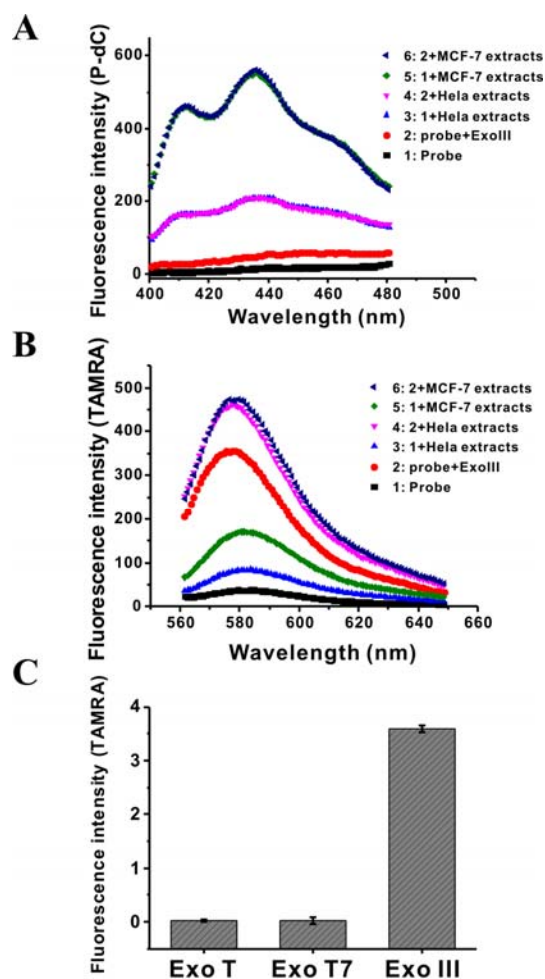 A
Fluorescence intensity (P-dC)
600
400
200
0
400
420
440
460
480
500
Wavelength (nm)
6: 2+MCF-7 extracts
5: 1+MCF-7 extracts
4: 2+Hela extracts
3: 1+Hela extracts
2: probe+ExoIII
1: Probe
B
Fluorescence intensity (TAMRA)
500
400
300
200
100
0
560
580
600
620
640
660
Wavelength (nm)
6: 2+MCF-7 extracts
5: 1+MCF-7 extracts
4: 2+Hela extracts
3: 1+Hela extracts
2: probe+ExoIII
1: Probe
C
Fluorescence intensity (TAMRA)
4
3
2
1
0
Exo T
Exo T7
Exo III